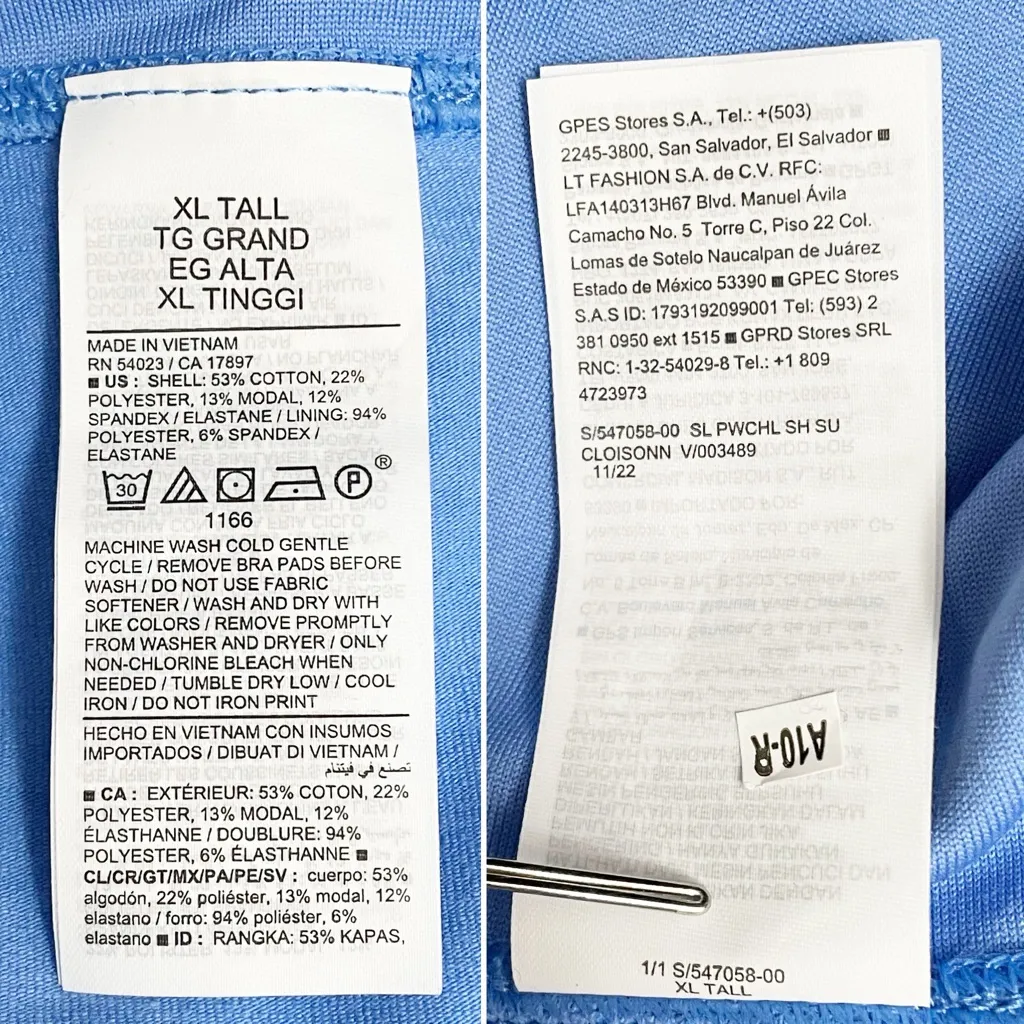 XL TALL
TG GRAND
EG ALTA
XL TINGGI
MADE IN VIETNAM
RN 54023 / CA 17897
US : SHELL: 53% COTTON, 22%
POLYESTER, 13% MODAL, 12%
SPANDEX / ELASTANE / LINING: 94%
POLYESTER, 6% SPANDEX /
ELASTANE
30 P ®
1166
MACHINE WASH COLD GENTLE
CYCLE / REMOVE BRA PADS BEFORE
WASH / DO NOT USE FABRIC
SOFTENER / WASH AND DRY WITH
LIKE COLORS / REMOVE PROMPTLY
FROM WASHER AND DRYER / ONLY
NON-CHLORINE BLEACH WHEN
NEEDED / TUMBLE DRY LOW / COOL
IRON / DO NOT IRON PRINT
HECHO EN VIETNAM CON INSUMOS
IMPORTADOS / DIBUAT DI VIETNAM /
تصنع في فيتنام
CA : EXTÉRIEUR: 53% COTON, 22%
POLYESTER, 13% MODAL, 12%
ÉLASTHANNE / DOUBLURE: 94%
POLYESTER, 6% ÉLASTHANNE
CL/CR/GT/MX/PA/PE/SV : cuerpo: 53%
algodón, 22% poliéster, 13% modal, 12%
elastano / forro: 94% poliéster, 6%
elastano ID : RANGKA: 53% KAPAS,
GPES Stores S.A., Tel.: +(503)
2245-3800, San Salvador, El Salvador
LT FASHION S.A. de C.V. RFC:
LFA140313H67 Blvd. Manuel Ávila
Camacho No. 5 Torre C, Piso 22 Col.
Lomas de Sotelo Naucalpan de Juárez
Estado de México 53390 GPEC Stores
S.A.S ID: 1793192099001 Tel: (593) 2
381 0950 ext 1515 GPRD Stores SRL
RNC: 1-32-54029-8 Tel.: +1 809
4723973
S/547058-00 SL PWCHL SH SU
CLOISONN V/003489
11/22
A10-R
1/1 S/547058-00
XL TALL